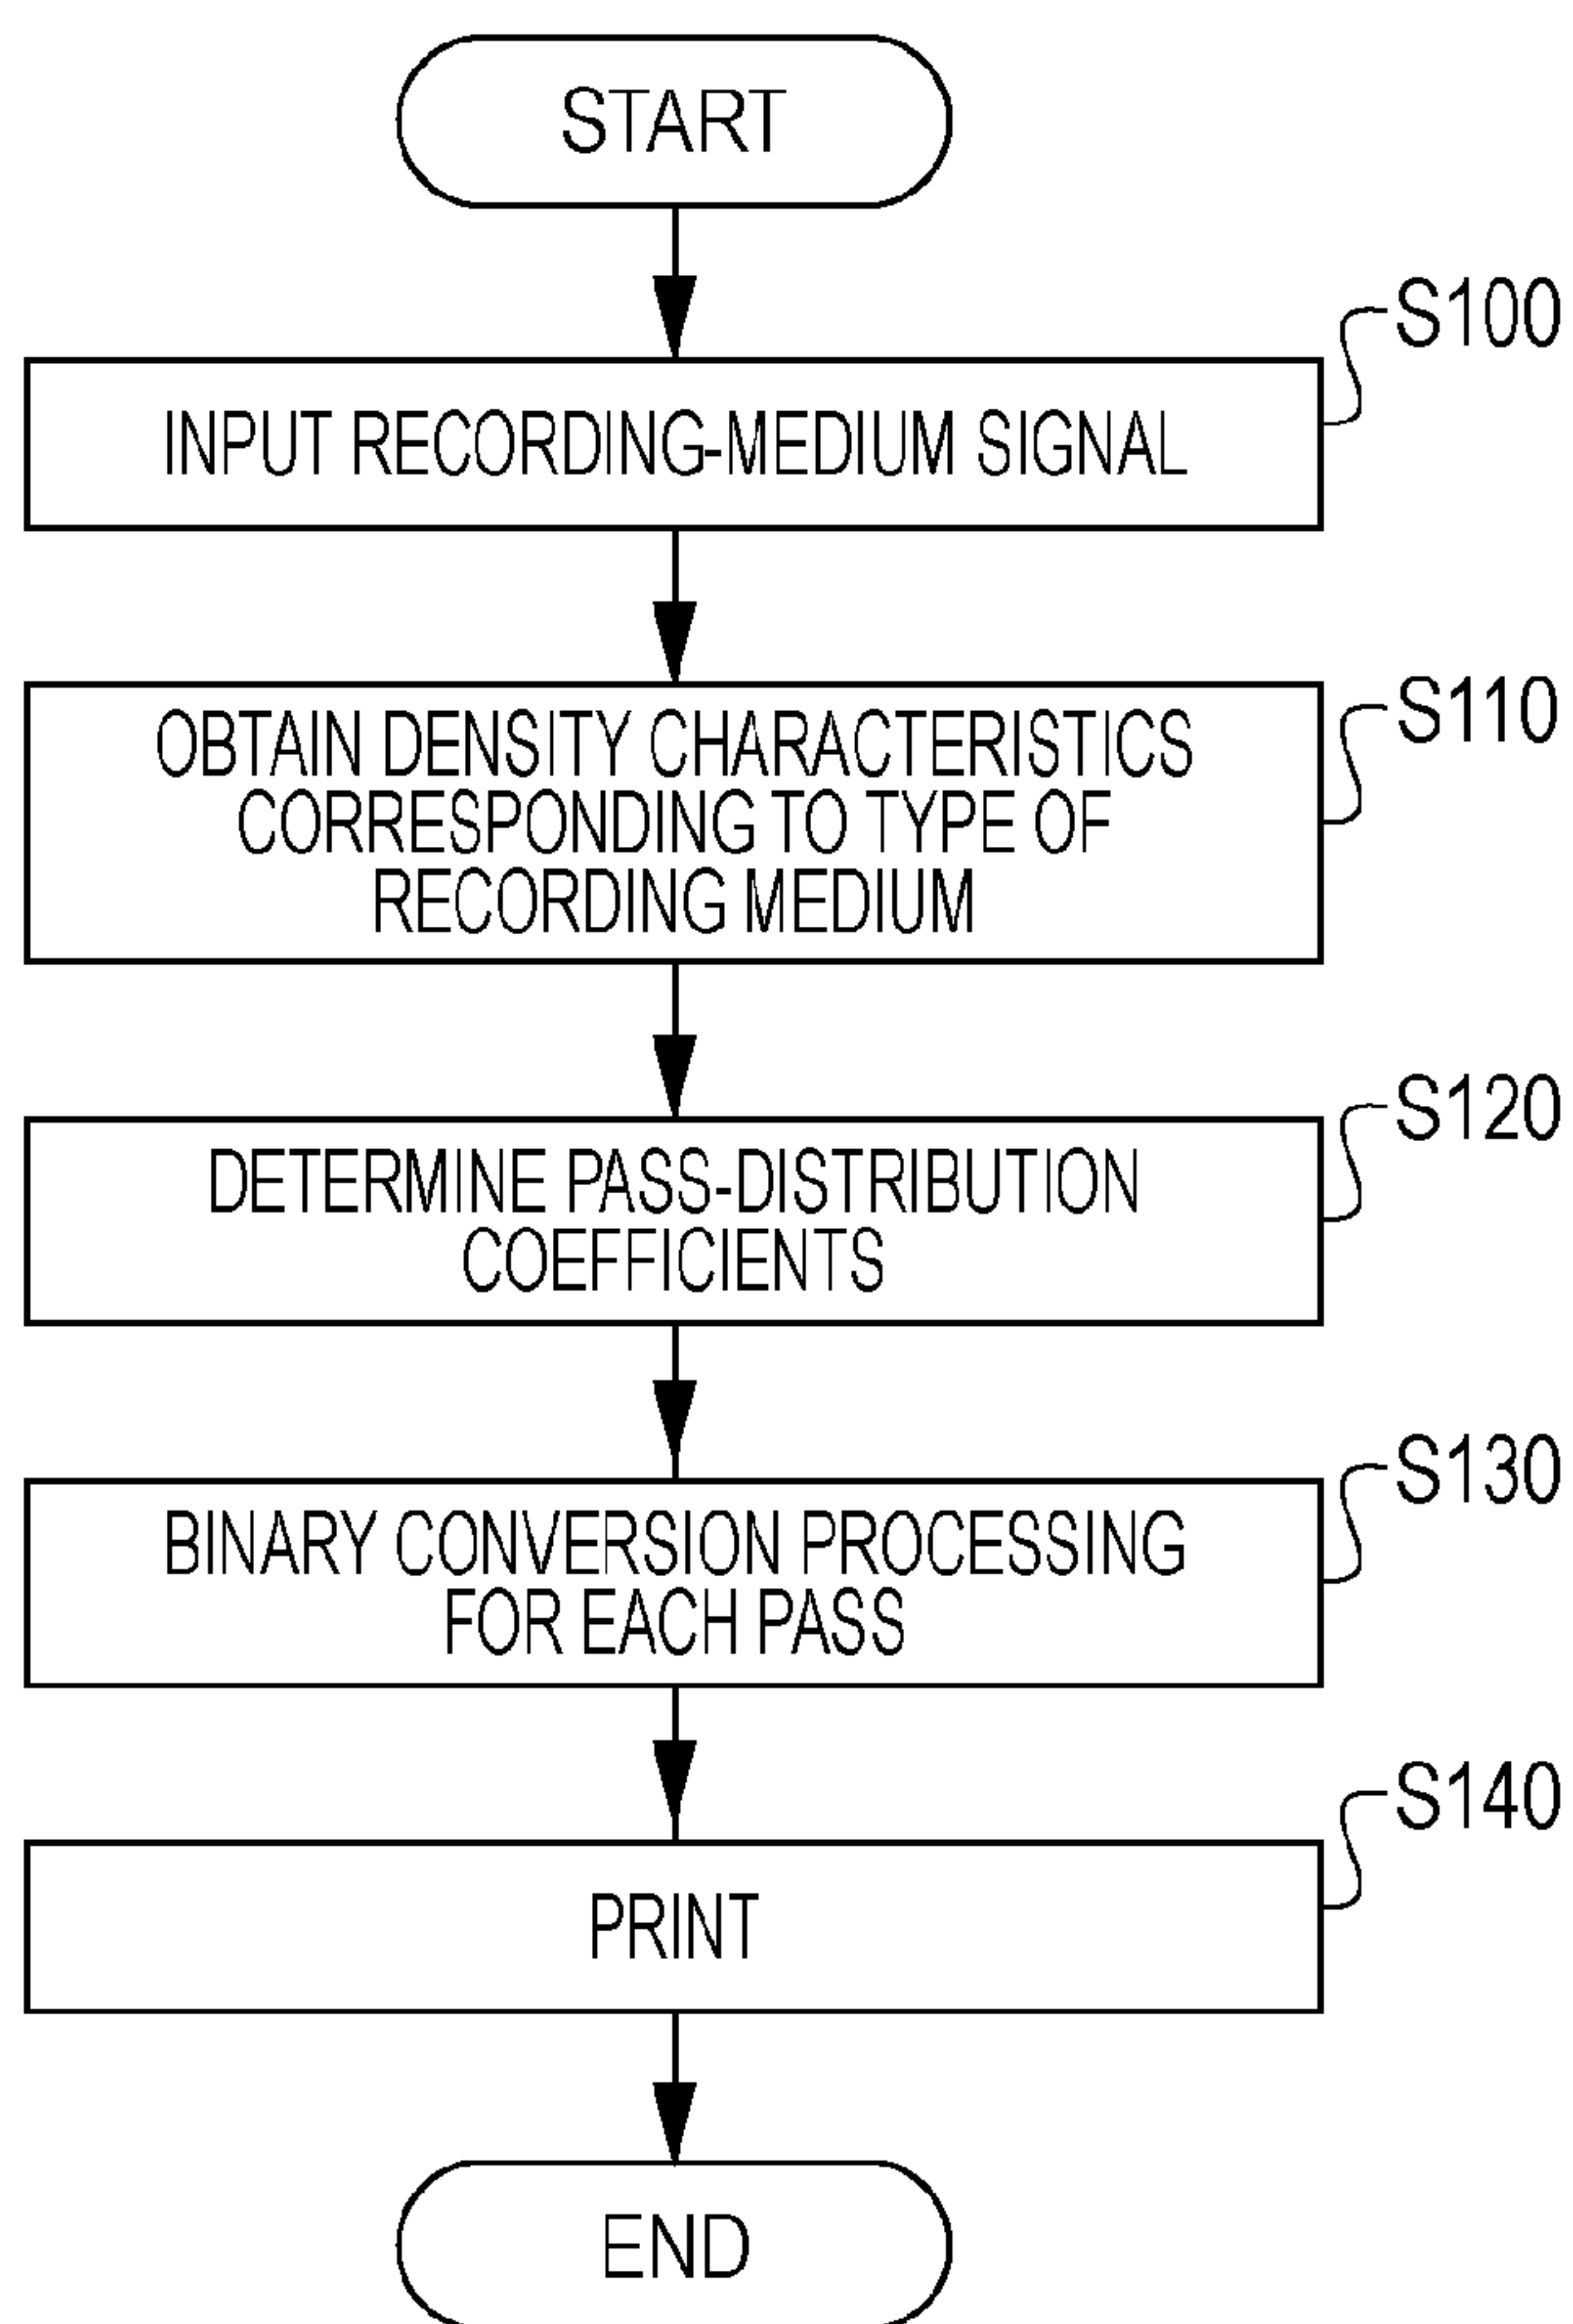 START
S100
INPUT RECORDING-MEDIUM SIGNAL
S110
OBTAIN DENSITY CHARACTERISTICS
CORRESPONDING TO TYPE OF
RECORDING MEDIUM
S120
DETERMINE PASS-DISTRIBUTION
COEFFICIENTS
S130
BINARY CONVERSION PROCESSING
FOR EACH PASS
S140
PRINT
END